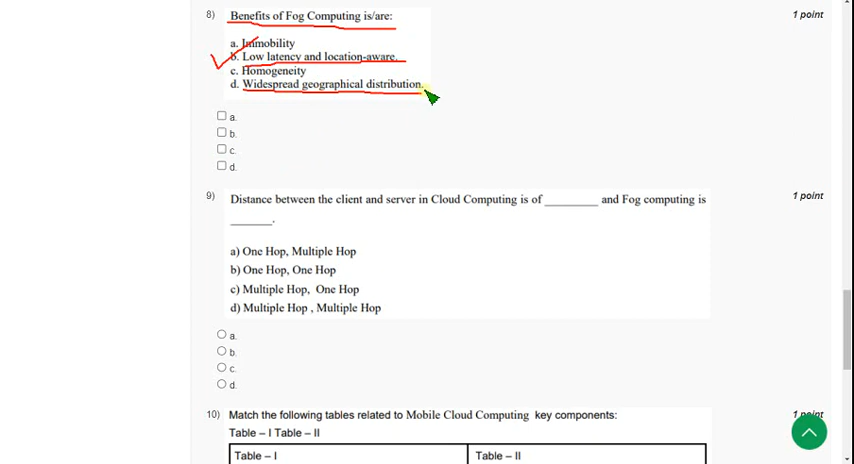 8) Benefits of Fog Computing is/are: 1 point
a. Immobility
b. Low latency and location-aware.
c. Homogeneity
d. Widespread geographical distribution.
a.
b.
c.
d.
9) Distance between the client and server in Cloud Computing is of ________ and Fog computing is 1 point
_______.
a) One Hop, Multiple Hop
b) One Hop, One Hop
c) Multiple Hop, One Hop
d) Multiple Hop , Multiple Hop
a.
b.
c.
d.
10) Match the following tables related to Mobile Cloud Computing key components: 1 point
Table – I Table – II
Table – I Table – II